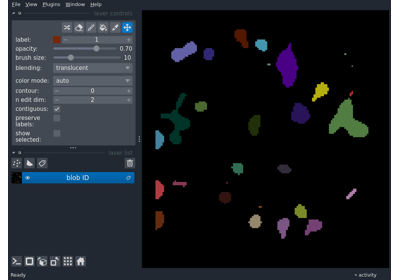 File View Plugins Window Help
layer controls
label: 1
opacity: 0.70
brush size: 10
blending: translucent
color mode: auto
contour: 0
n edit dim: 2
contiguous:
preserve
labels:
show
selected:
layer list
blob ID
Ready
activity